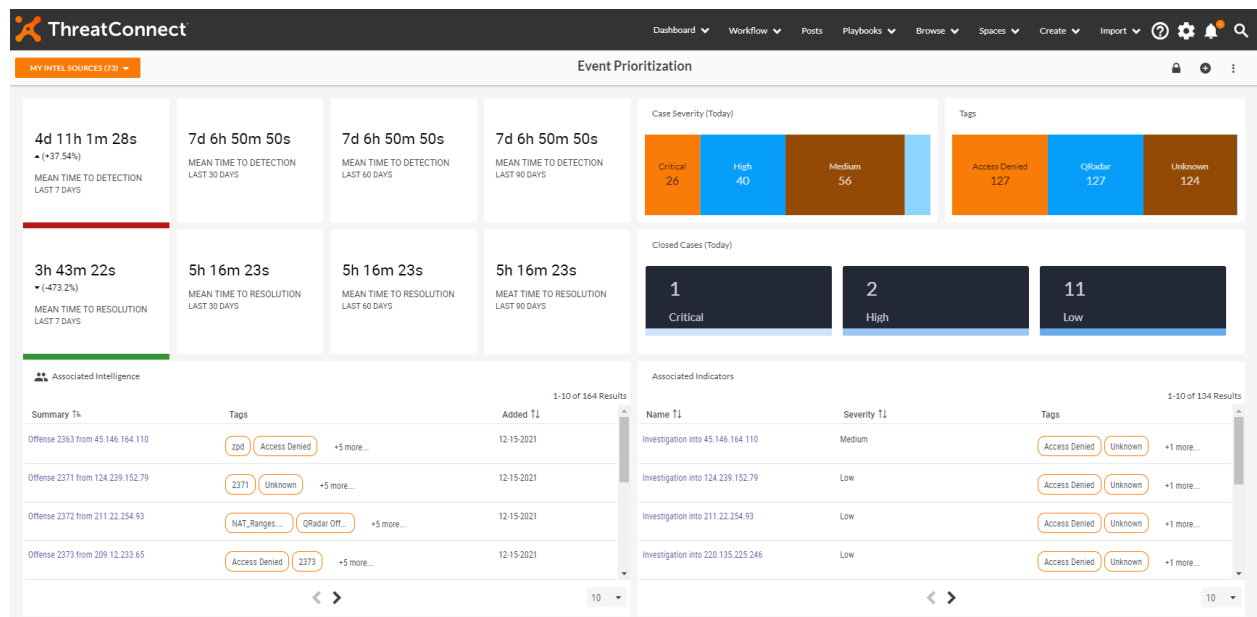 ThreatConnect
Dashboard Workflow Posts Playbooks Browse Spaces Create Import
MY INTEL SOURCES (73)
Event Prioritization
4d 11h 1m 28s
(+37.54%)
MEAN TIME TO DETECTION
LAST 7 DAYS
7d 6h 50m 50s
MEAN TIME TO DETECTION
LAST 30 DAYS
7d 6h 50m 50s
MEAN TIME TO DETECTION
LAST 60 DAYS
7d 6h 50m 50s
MEAN TIME TO DETECTION
LAST 90 DAYS
Case Severity (Today)
Critical
26
High
40
Medium
56
Tags
Access Denied
127
QRadar
127
Unknown
124
3h 43m 22s
(-473.2%)
MEAN TIME TO RESOLUTION
LAST 7 DAYS
5h 16m 23s
MEAN TIME TO RESOLUTION
LAST 30 DAYS
5h 16m 23s
MEAN TIME TO RESOLUTION
LAST 60 DAYS
5h 16m 23s
MEAT TIME TO RESOLUTION
LAST 90 DAYS
Closed Cases (Today)
1
Critical
2
High
11
Low
Associated Intelligence
1-10 of 164 Results
Summary Tags Added
Offense 2363 from 45.146.164.110 zpd Access Denied +5 more... 12-15-2021
Offense 2371 from 124.239.152.79 2371 Unknown +5 more... 12-15-2021
Offense 2372 from 211.22.254.93 NAT_Ranges.... QRadar Off... +5 more... 12-15-2021
Offense 2373 from 209.12.233.65 Access Denied 2373 +5 more... 12-15-2021
10
Associated Indicators
1-10 of 134 Results
Name Severity Tags
Investigation into 45.146.164.110 Medium Access Denied Unknown +1 more...
Investigation into 124.239.152.79 Low Access Denied Unknown +1 more...
Investigation into 211.22.254.93 Low Access Denied Unknown +1 more...
Investigation into 220.135.225.246 Low Access Denied Unknown +1 more...
10